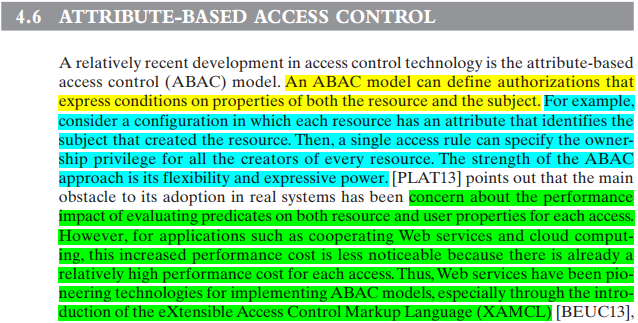 4.6 ATTRIBUTE-BASED ACCESS CONTROL
A relatively recent development in access control technology is the attribute-based
access control (ABAC) model. An ABAC model can define authorizations that
express conditions on properties of both the resource and the subject. For example,
consider a configuration in which each resource has an attribute that identifies the
subject that created the resource. Then, a single access rule can specify the owner-
ship privilege for all the creators of every resource. The strength of the ABAC
approach is its flexibility and expressive power. [PLAT13] points out that the main
obstacle to its adoption in real systems has been concern about the performance
impact of evaluating predicates on both resource and user properties for each access.
However, for applications such as cooperating Web services and cloud comput-
ing, this increased performance cost is less noticeable because there is already a
relatively high performance cost for each access. Thus, Web services have been pio-
neering technologies for implementing ABAC models, especially through the intro-
duction of the eXtensible Access Control Markup Language (XAMCL) [BEUC13],